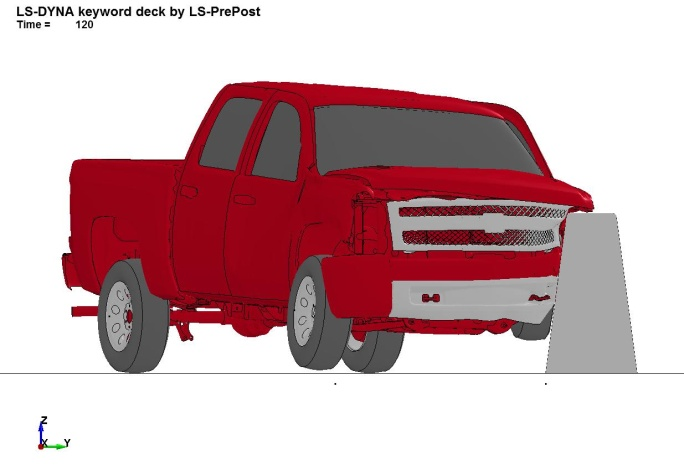 LS-DYNA keyword deck by LS-PrePost
Time = 120
Z
X Y